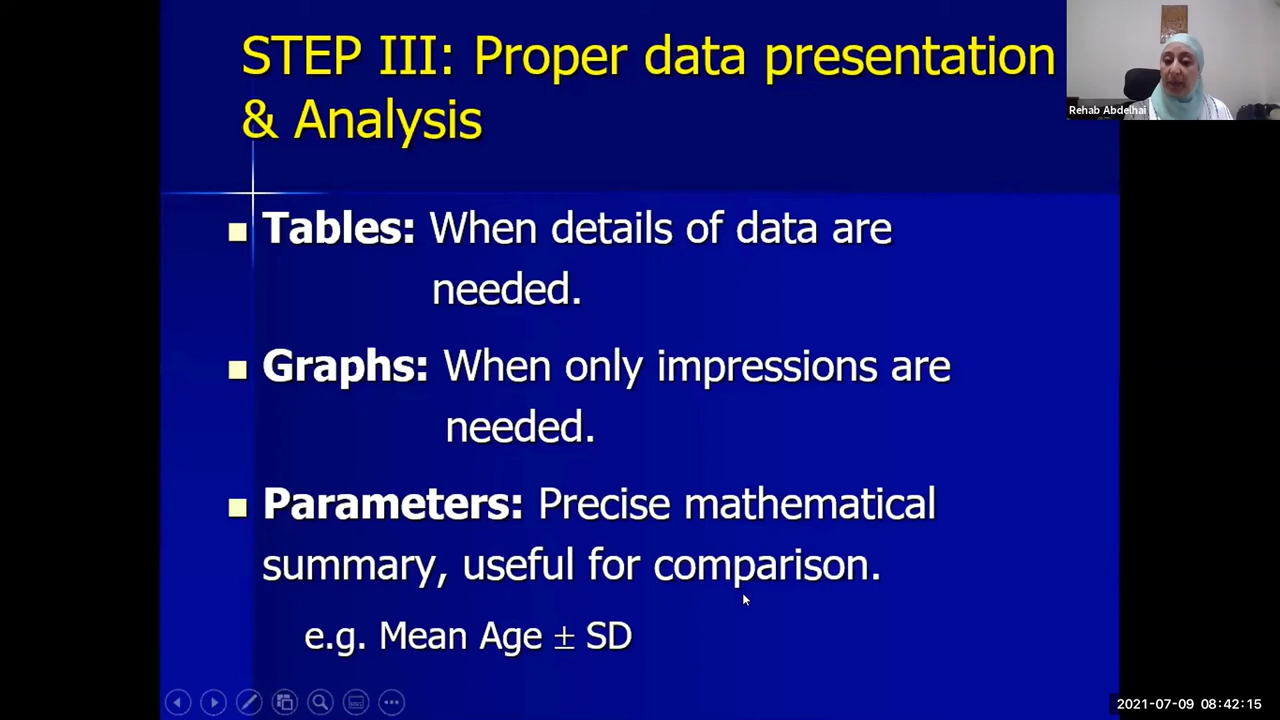 STEP III: Proper data presentation
& Analysis
Rehab Abdelhai
Tables: When details of data are
needed.
Graphs: When only impressions are
needed.
Parameters: Precise mathematical
summary, useful for comparison.
e.g. Mean Age ± SD
2021-07-09 08:42:15